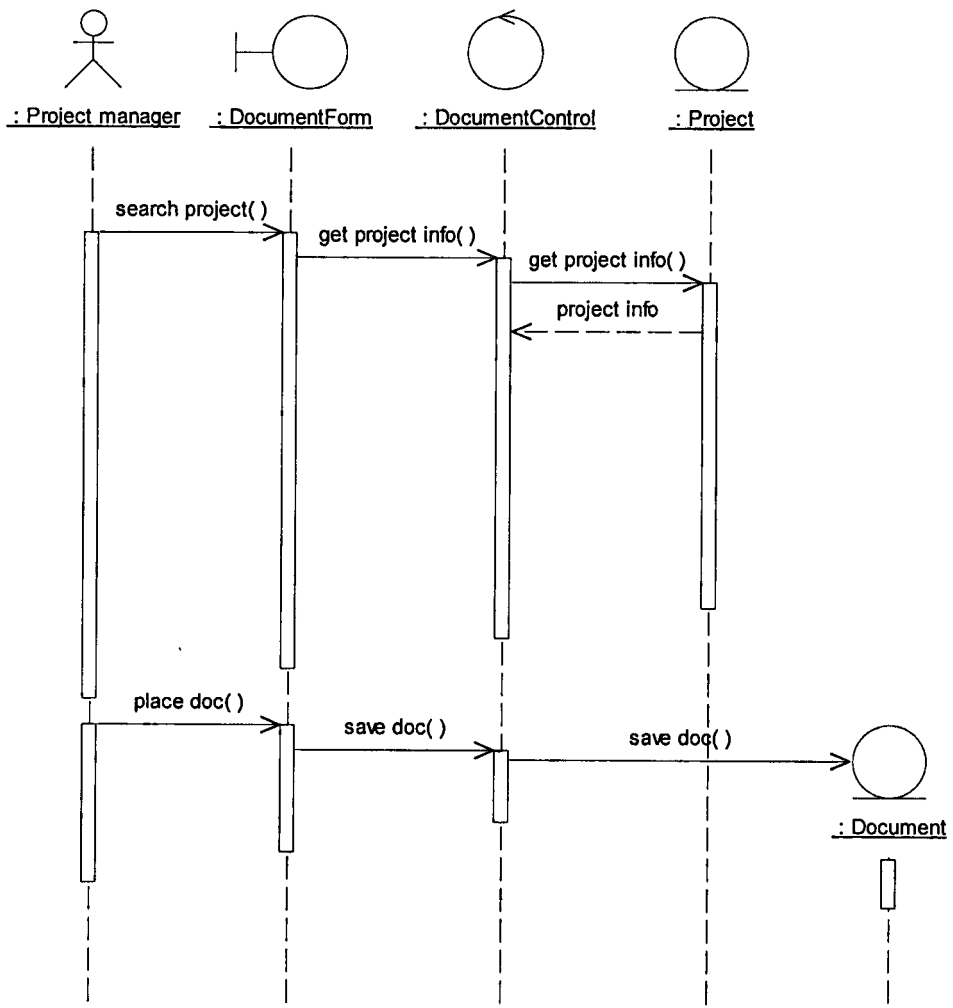 : Project manager
: DocumentForm
: DocumentControl
: Project
search project( )
get project info( )
get project info( )
project info
place doc( )
save doc( )
save doc( )
: Document